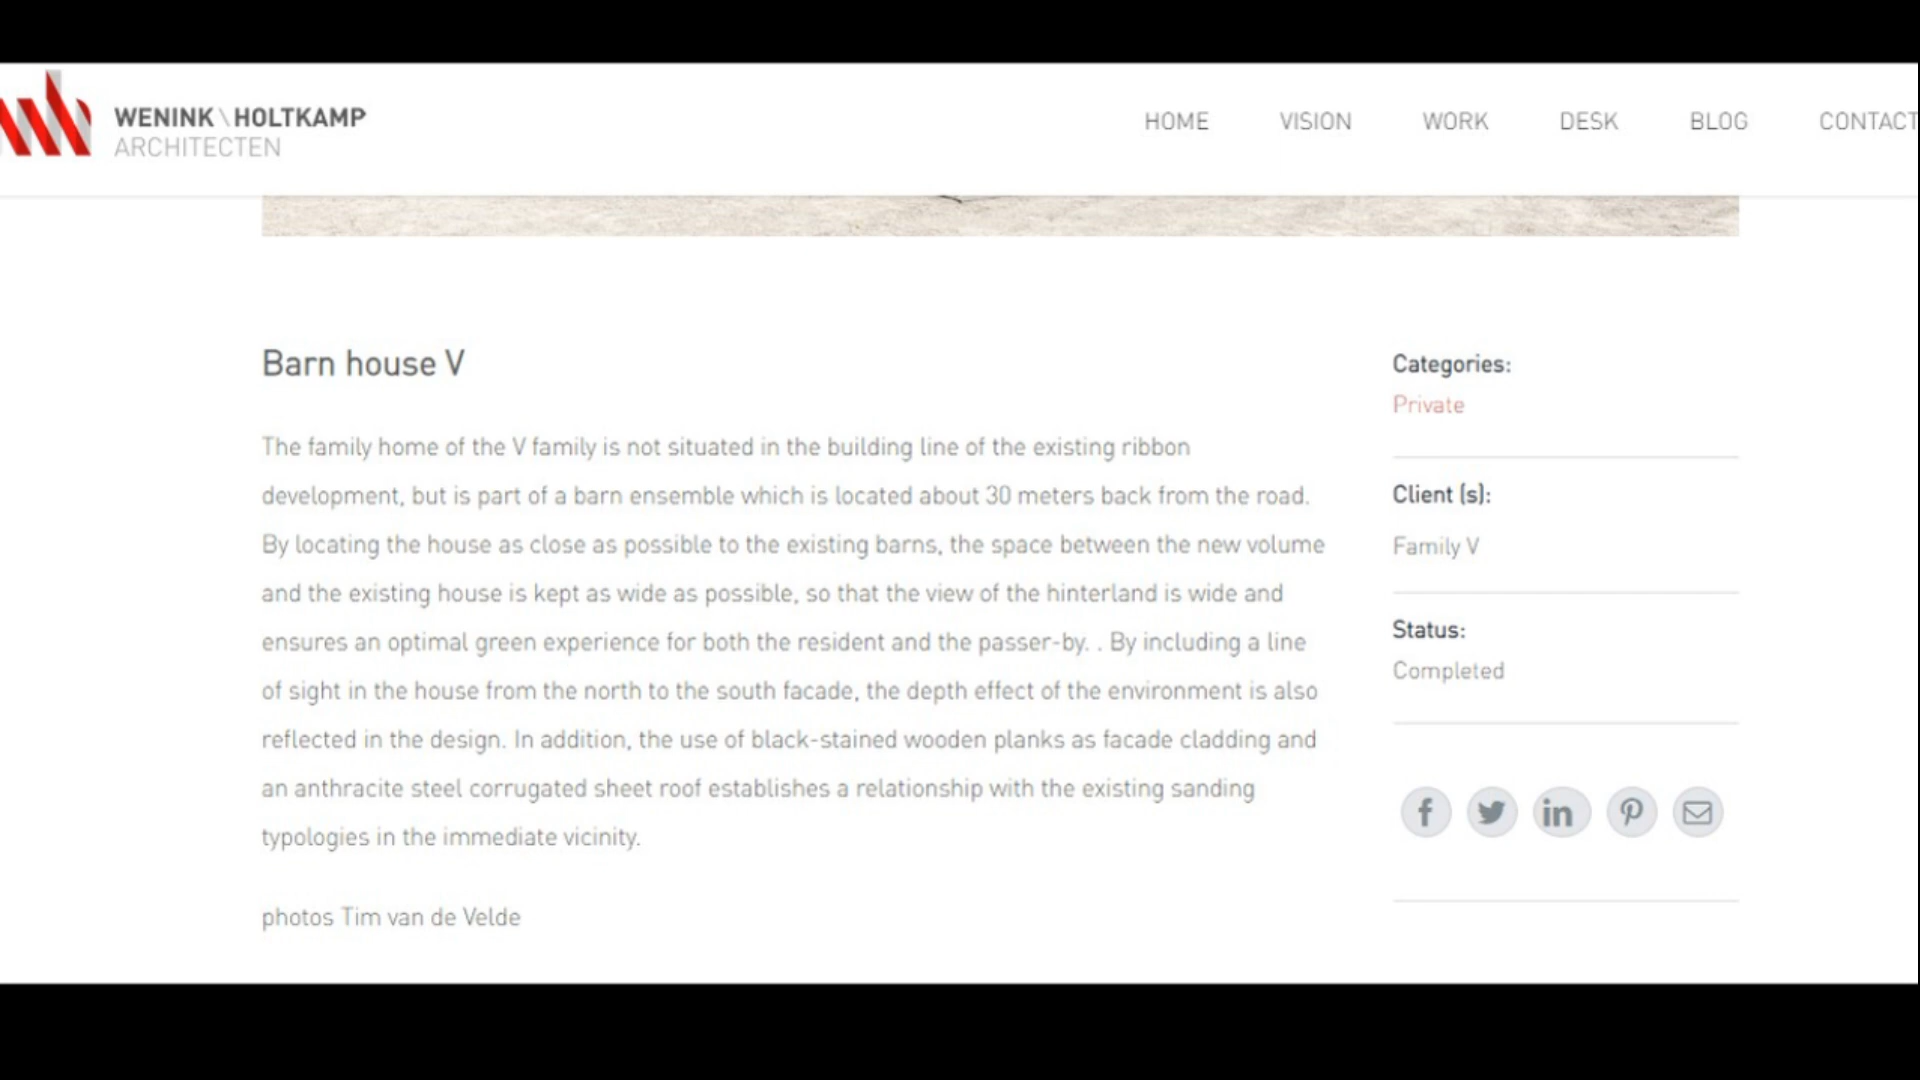 WENINK \ HOLTKAMP
ARCHITECTEN
HOME VISION WORK DESK BLOG CONTACT
Barn house V
The family home of the V family is not situated in the building line of the existing ribbon
development, but is part of a barn ensemble which is located about 30 meters back from the road.
By locating the house as close as possible to the existing barns, the space between the new volume
and the existing house is kept as wide as possible, so that the view of the hinterland is wide and
ensures an optimal green experience for both the resident and the passer-by. . By including a line
of sight in the house from the north to the south facade, the depth effect of the environment is also
reflected in the design. In addition, the use of black-stained wooden planks as facade cladding and
an anthracite steel corrugated sheet roof establishes a relationship with the existing sanding
typologies in the immediate vicinity.
photos Tim van de Velde
Categories:
Private
Client (s):
Family V
Status:
Completed